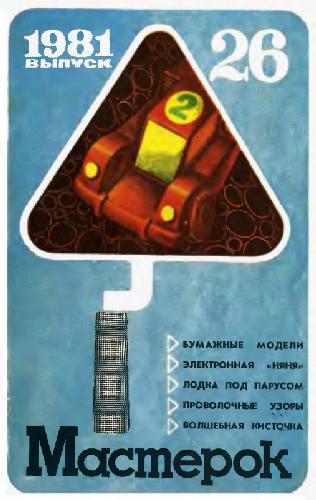 1981
ВЫПУСК
26
2
БУМАЖНЫЕ МОДЕЛИ
ЭЛЕКТРОННАЯ «НЯНЯ»
ЛОДКА ПОД ПАРУСОМ
ПРОВОЛОЧНЫЕ УЗОРЫ
ВОЛШЕБНАЯ КИСТОЧКА
Мастерок